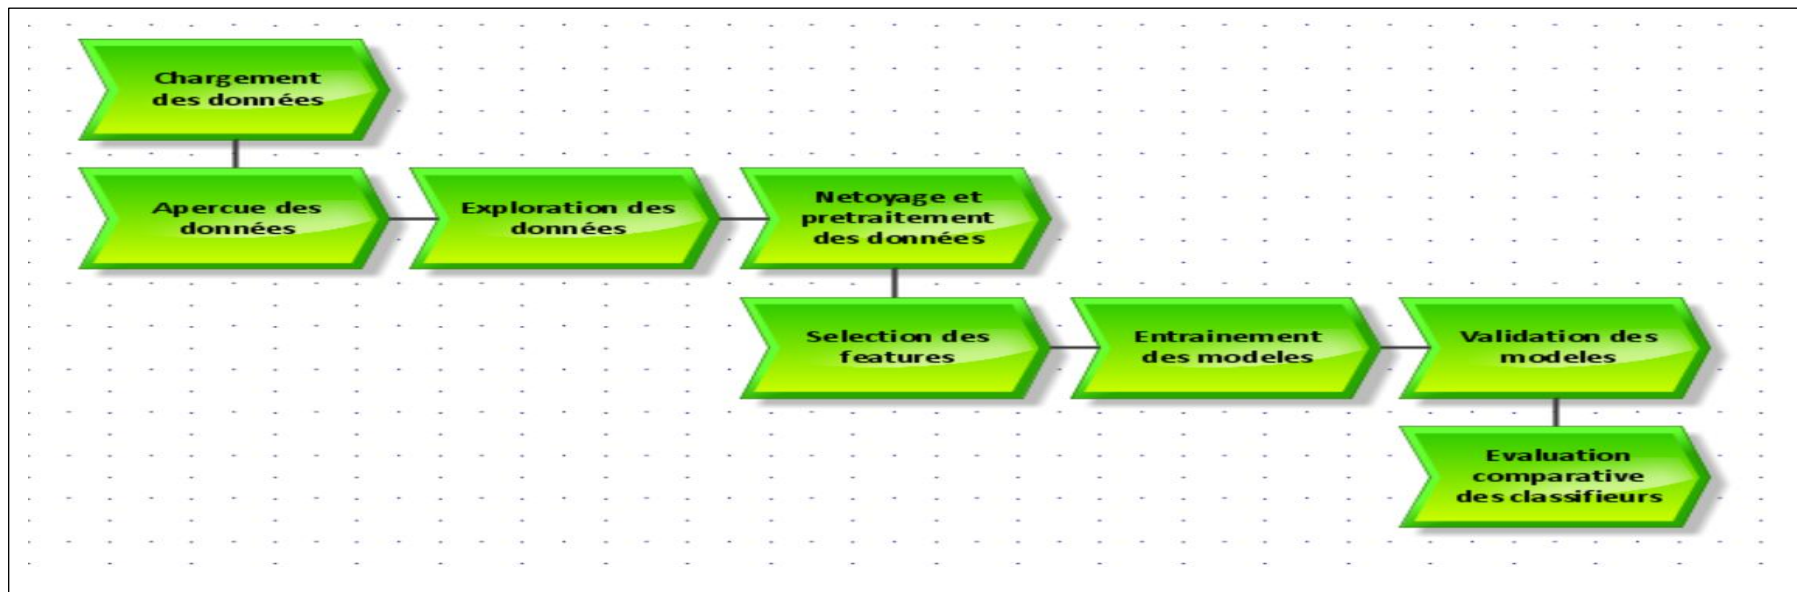 Chargement
des données
Apercue des
données
Exploration des
données
Netoyage et
pretraitement
des données
Selection des
features
Entrainement
des modeles
Validation des
modeles
Evaluation
comparative
des classifieurs